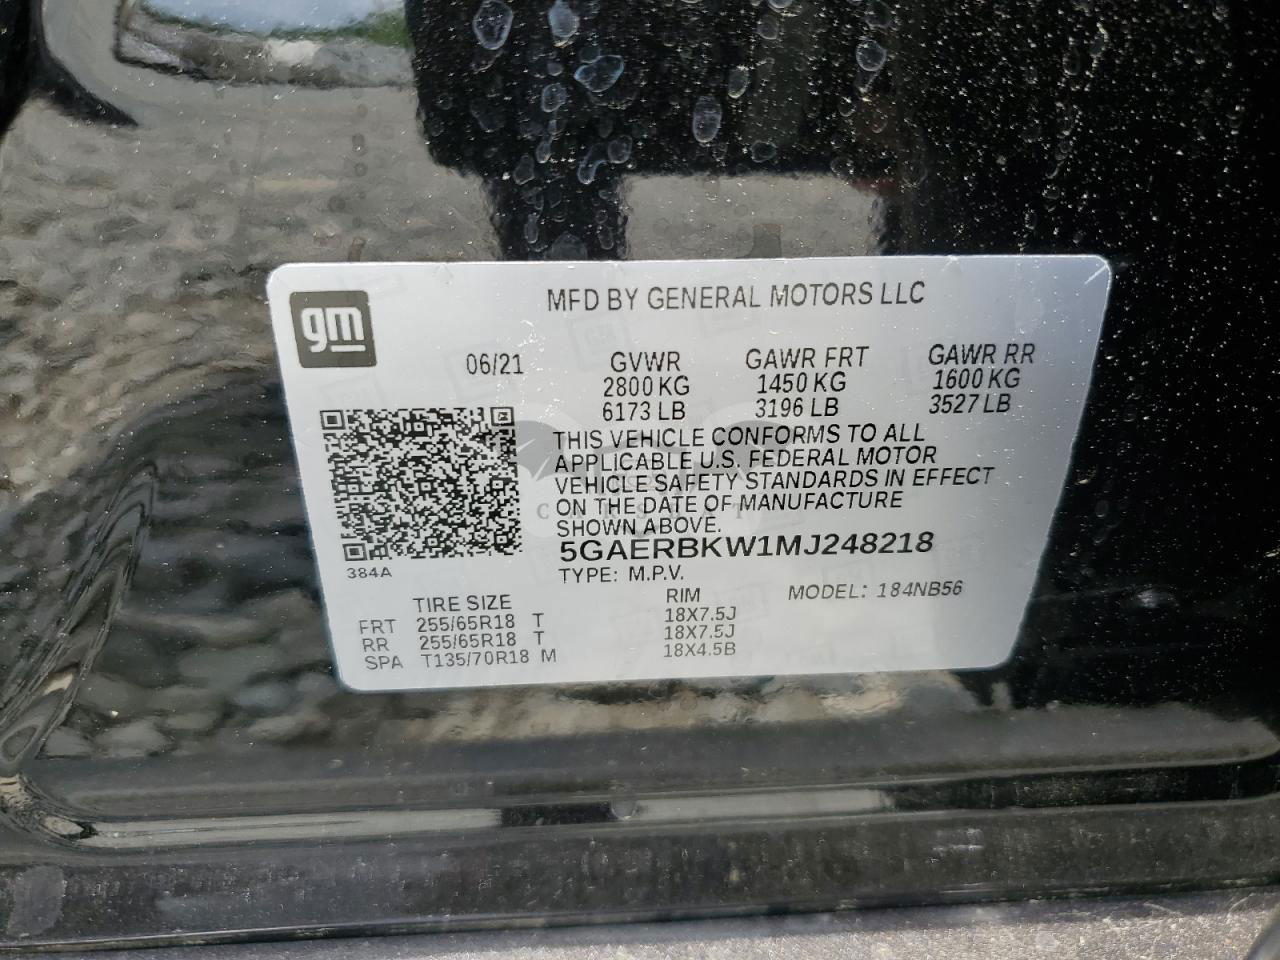 gm
MFD BY GENERAL MOTORS LLC
06/21 GVWR GAWR FRT GAWR RR
2800 KG 1450 KG 1600 KG
6173 LB 3196 LB 3527 LB
THIS VEHICLE CONFORMS TO ALL
APPLICABLE U.S. FEDERAL MOTOR
VEHICLE SAFETY STANDARDS IN EFFECT
ON THE DATE OF MANUFACTURE
SHOWN ABOVE.
5GAERBKW1MJ248218
384A
TYPE: M.P.V.
MODEL: 184NB56
TIRE SIZE RIM
FRT 255/65R18 T 18X7.5J
RR 255/65R18 T 18X7.5J
SPA T135/70R18 M 18X4.5B